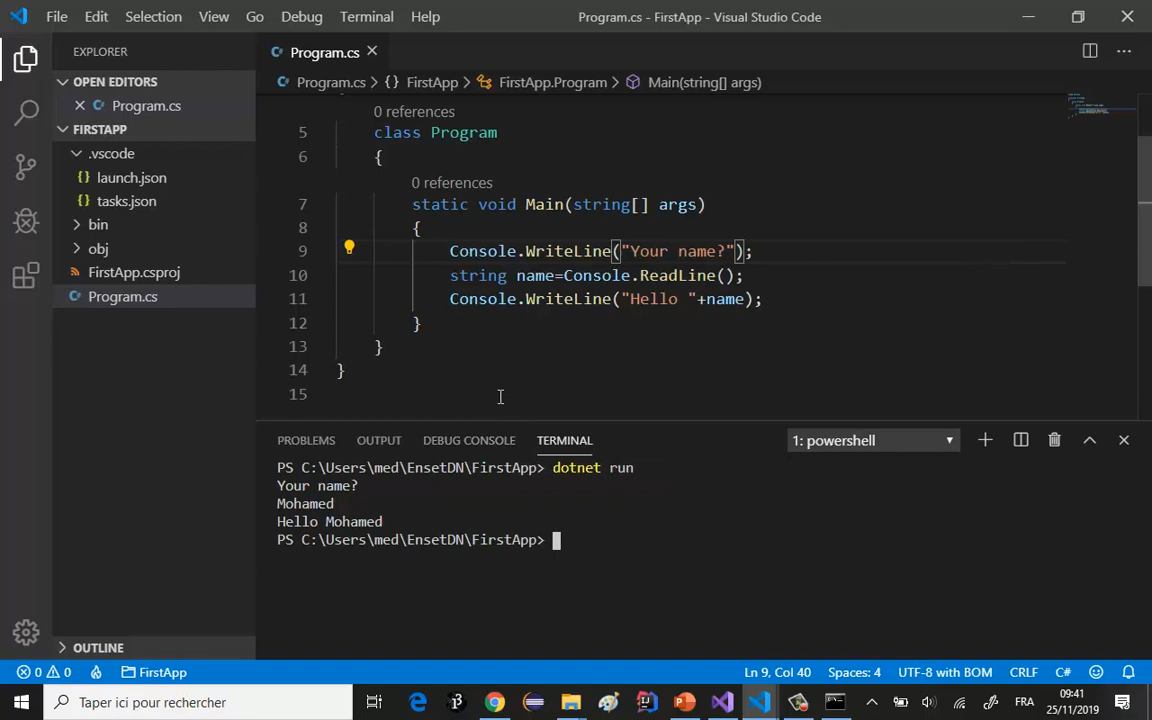 File Edit Selection View Go Debug Terminal Help Program.cs - FirstApp - Visual Studio Code
EXPLORER
OPEN EDITORS
Program.cs
FIRSTAPP
.vscode
launch.json
tasks.json
bin
obj
FirstApp.csproj
Program.cs
OUTLINE
Program.cs
Program.cs > {} FirstApp > FirstApp.Program > Main(string[] args)
0 references
5 class Program
6 {
0 references
7 static void Main(string[] args)
8 {
9 Console.WriteLine("Your name?");
10 string name=Console.ReadLine();
11 Console.WriteLine("Hello "+name);
12 }
13 }
14 }
15
PROBLEMS OUTPUT DEBUG CONSOLE TERMINAL 1: powershell
PS C:\Users\med\EnsetDN\FirstApp> dotnet run
Your name?
Mohamed
Hello Mohamed
PS C:\Users\med\EnsetDN\FirstApp>
0 0 FirstApp Ln 9, Col 40 Spaces: 4 UTF-8 with BOM CRLF C#
Taper ici pour rechercher FRA 09:41
25/11/2019